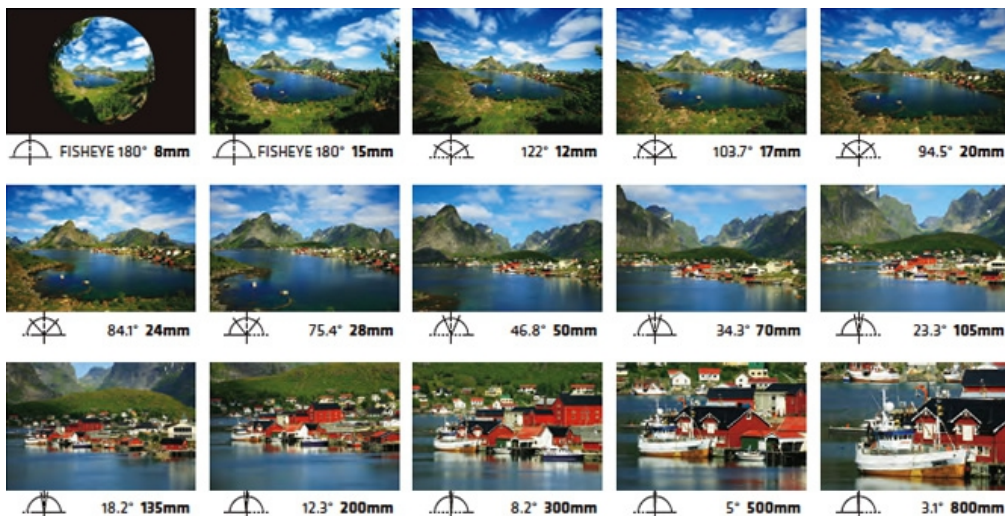 FISHEYE 180° 8mm
FISHEYE 180° 15mm
122° 12mm
103.7° 17mm
94.5° 20mm
84.1° 24mm
75.4° 28mm
46.8° 50mm
34.3° 70mm
23.3° 105mm
18.2° 135mm
12.3° 200mm
8.2° 300mm
5° 500mm
3.1° 800mm